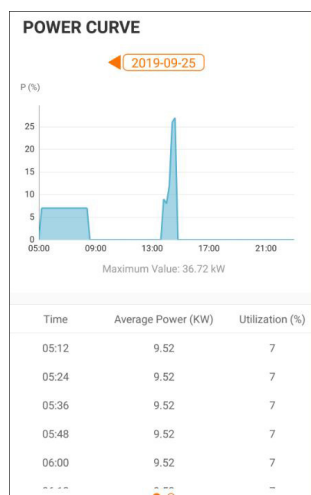 POWER CURVE
2019-09-25
P (%)
25
20
15
10
5
0
05:00 09:00 13:00 17:00 21:00
Maximum Value: 36.72 kW
Time Average Power (KW) Utilization (%)
05:12 9.52 7
05:24 9.52 7
05:36 9.52 7
05:48 9.52 7
06:00 9.52 7